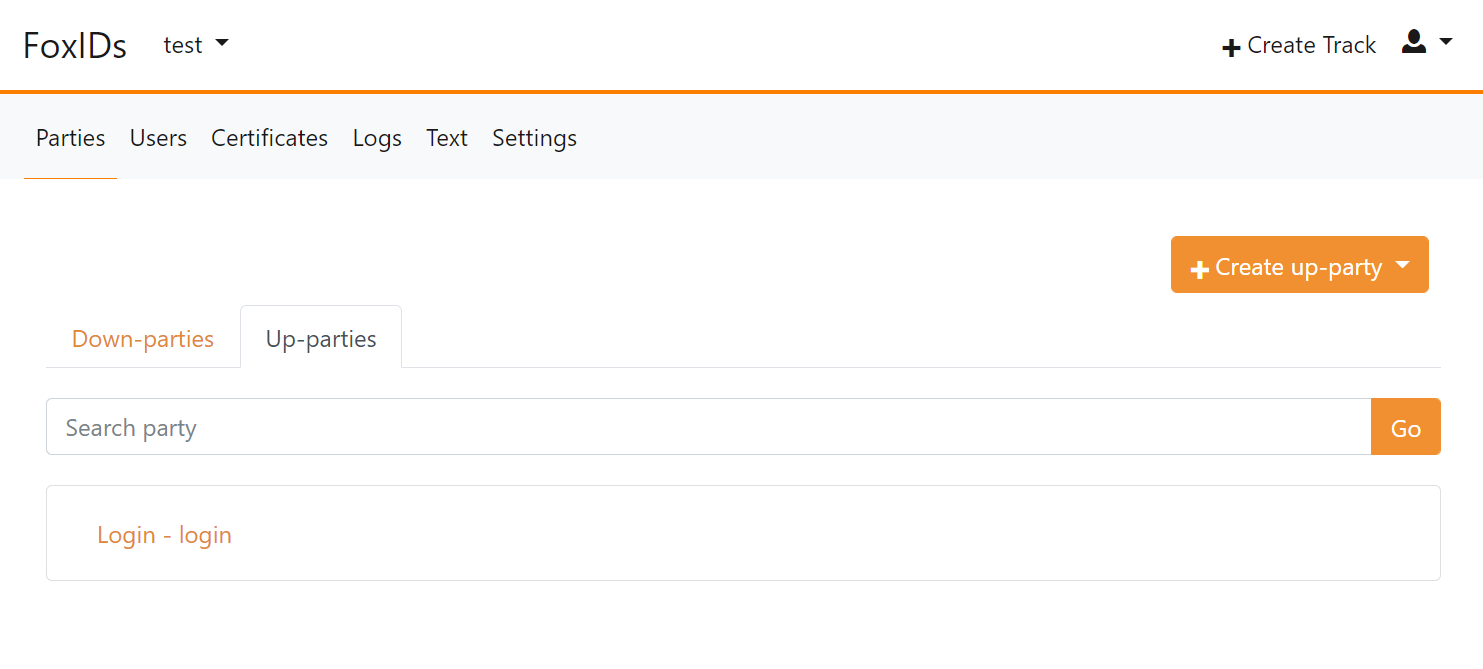 FoxIDs test Create Track
Parties Users Certificates Logs Text Settings
Create up-party
Down-parties Up-parties
Search party Go
Login - login